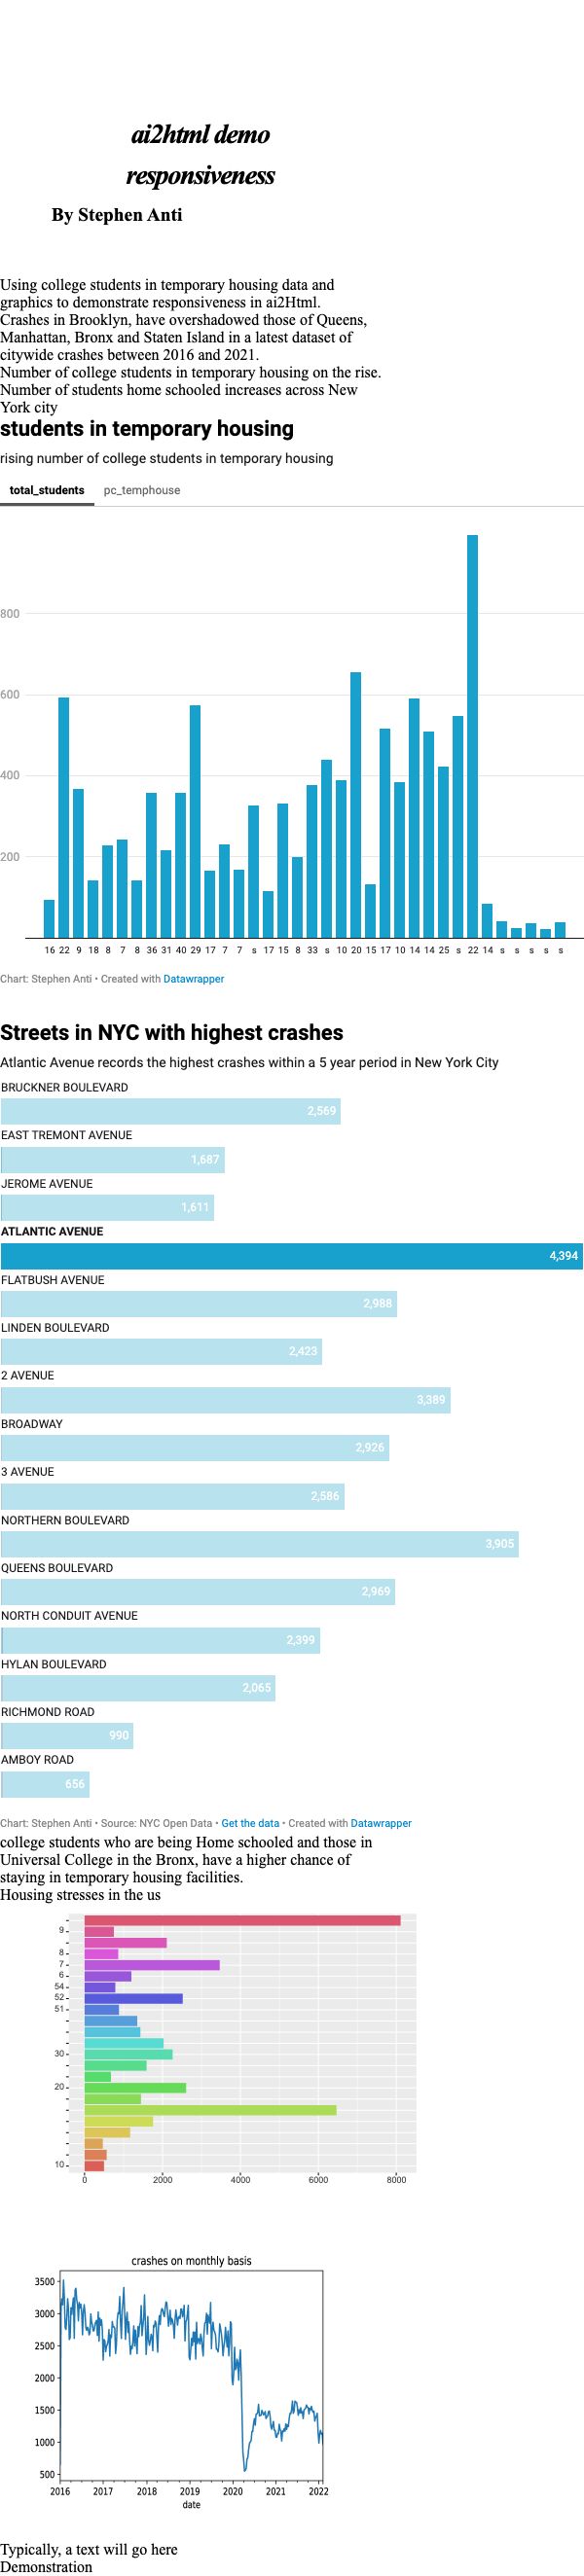 ai2html demo
responsiveness
By Stephen Anti
Using college students in temporary housing data and
graphics to demonstrate responsiveness in ai2Html.
Crashes in Brooklyn, have overshadowed those of Queens,
Manhattan, Bronx and Staten Island in a latest dataset of
citywide crashes between 2016 and 2021.
Number of college students in temporary housing on the rise.
Number of students home schooled increases across New
York city
students in temporary housing
rising number of college students in temporary housing
total_students pc_temphouse
800
600
400
200
16 22 9 18 8 7 8 36 31 40 29 17 7 7 s 17 15 8 33 s 10 20 15 17 10 14 14 25 s 22 14 s s s s s
Chart: Stephen Anti • Created with Datawrapper
Streets in NYC with highest crashes
Atlantic Avenue records the highest crashes within a 5 year period in New York City
BRUCKNER BOULEVARD
2,569
EAST TREMONT AVENUE
1,687
JEROME AVENUE
1,611
ATLANTIC AVENUE
4,394
FLATBUSH AVENUE
2,988
LINDEN BOULEVARD
2,423
2 AVENUE
3,389
BROADWAY
2,926
3 AVENUE
2,586
NORTHERN BOULEVARD
3,905
QUEENS BOULEVARD
2,969
NORTH CONDUIT AVENUE
2,399
HYLAN BOULEVARD
2,065
RICHMOND ROAD
990
AMBOY ROAD
656
Chart: Stephen Anti • Source: NYC Open Data • Get the data • Created with Datawrapper
college students who are being Home schooled and those in
Universal College in the Bronx, have a higher chance of
staying in temporary housing facilities.
Housing stresses in the us
9
8
7
6
54
52
51
30
20
10
0 2000 4000 6000 8000
crashes on monthly basis
3500
3000
2500
2000
1500
1000
500
2016 2017 2018 2019 2020 2021 2022
date
Typically, a text will go here
Demonstration